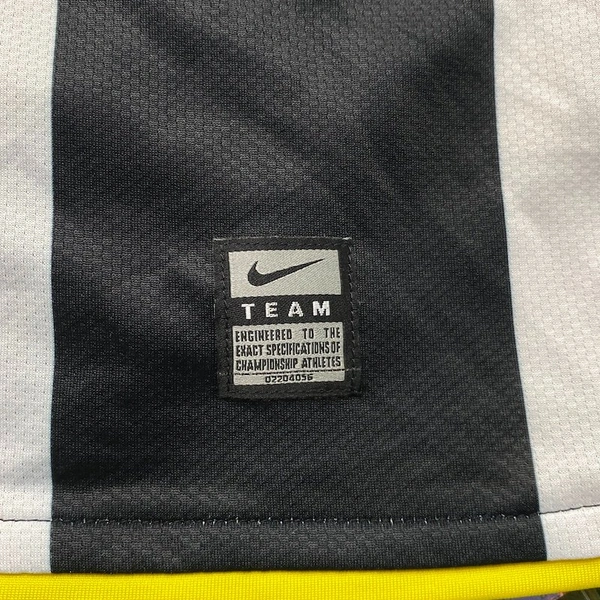 TEAM
ENGINEERED TO THE
EXACT SPECIFICATIONS OF
CHAMPIONSHIP ATHLETES
02204056